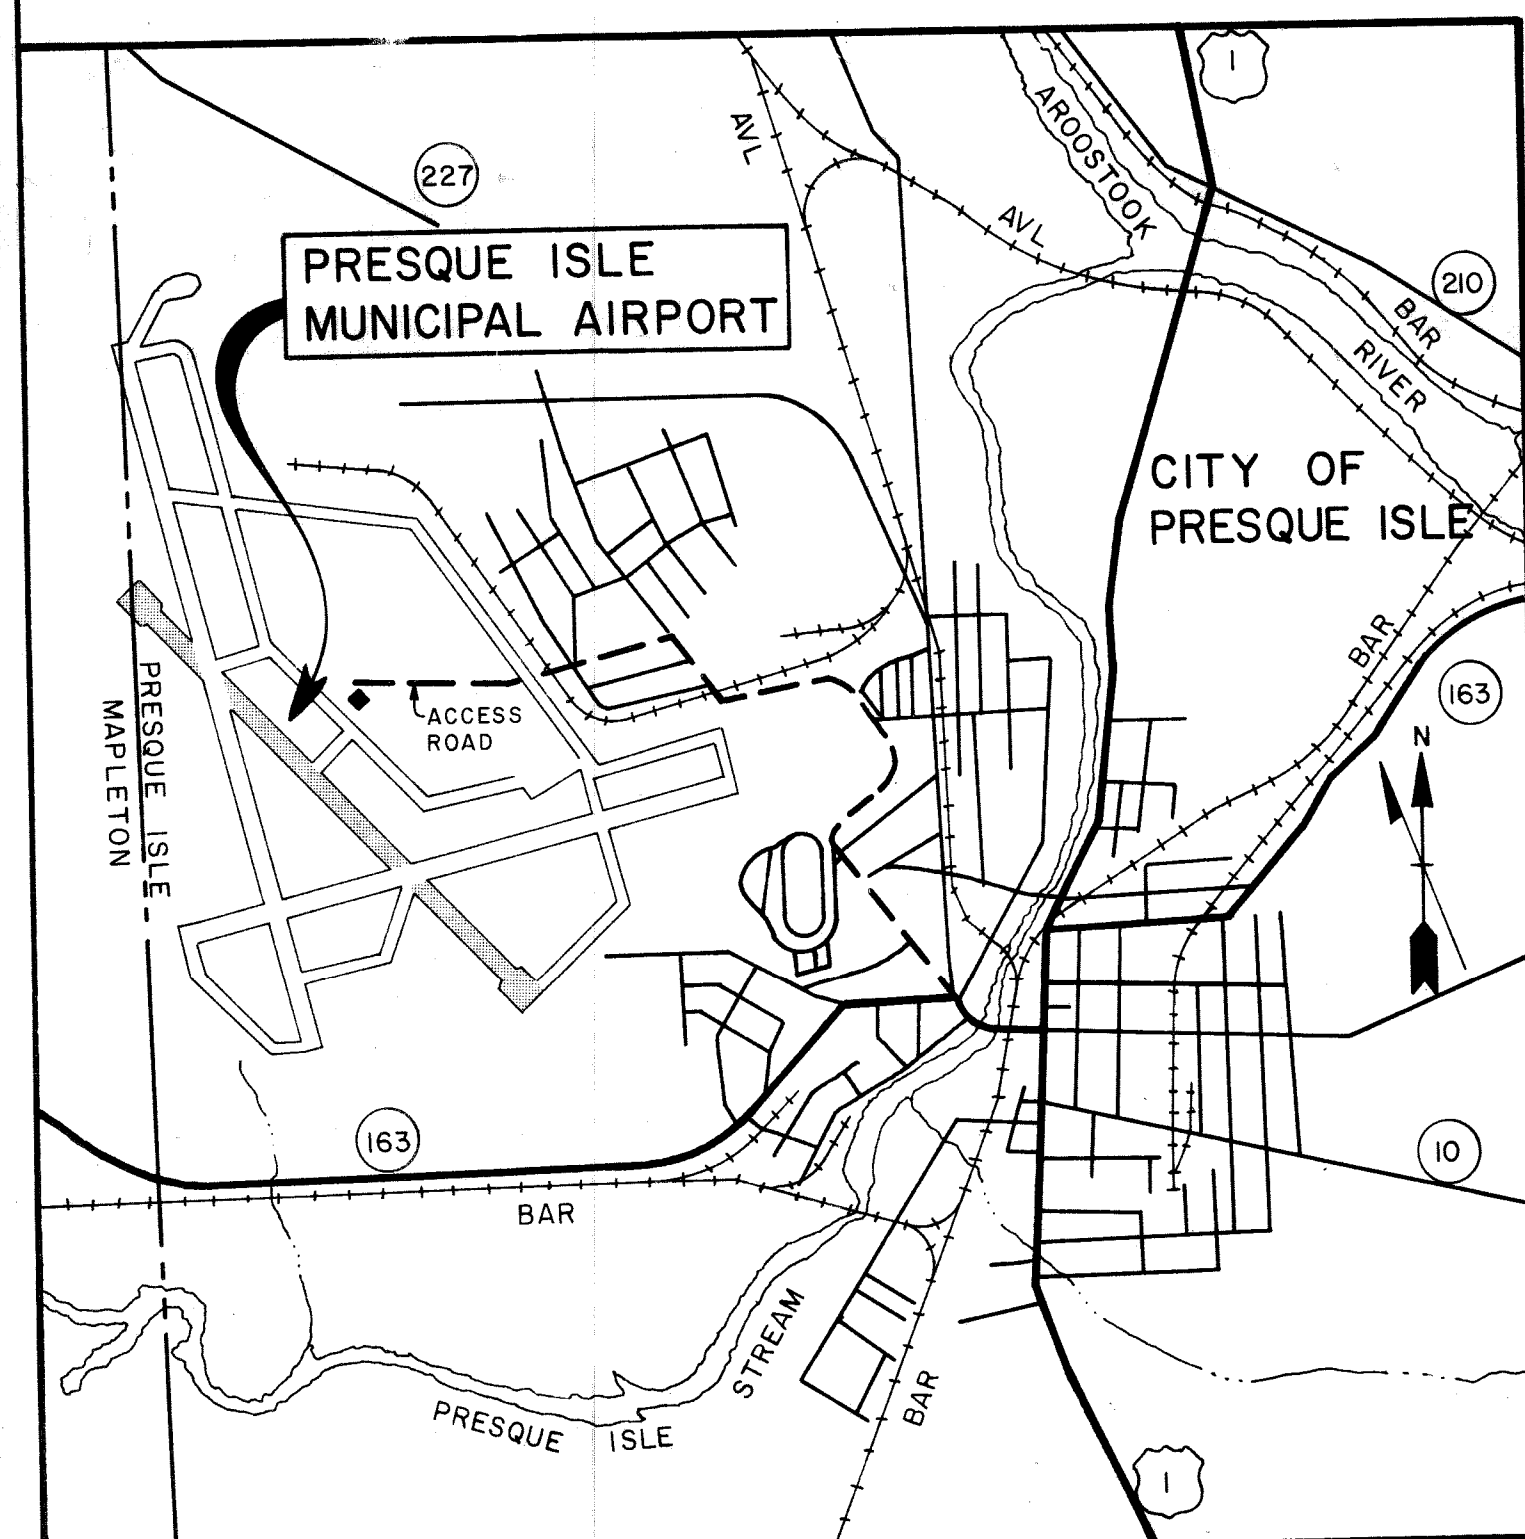 1
AVL
AROOSTOOK
227
AVL
PRESQUE ISLE
MUNICIPAL AIRPORT
210
BAR
RIVER
CITY OF
PRESQUE ISLE
BAR
163
PRESQUE ISLE
MAPLETON
ACCESS
ROAD
N
163
10
BAR
STREAM
BAR
PRESQUE ISLE
1